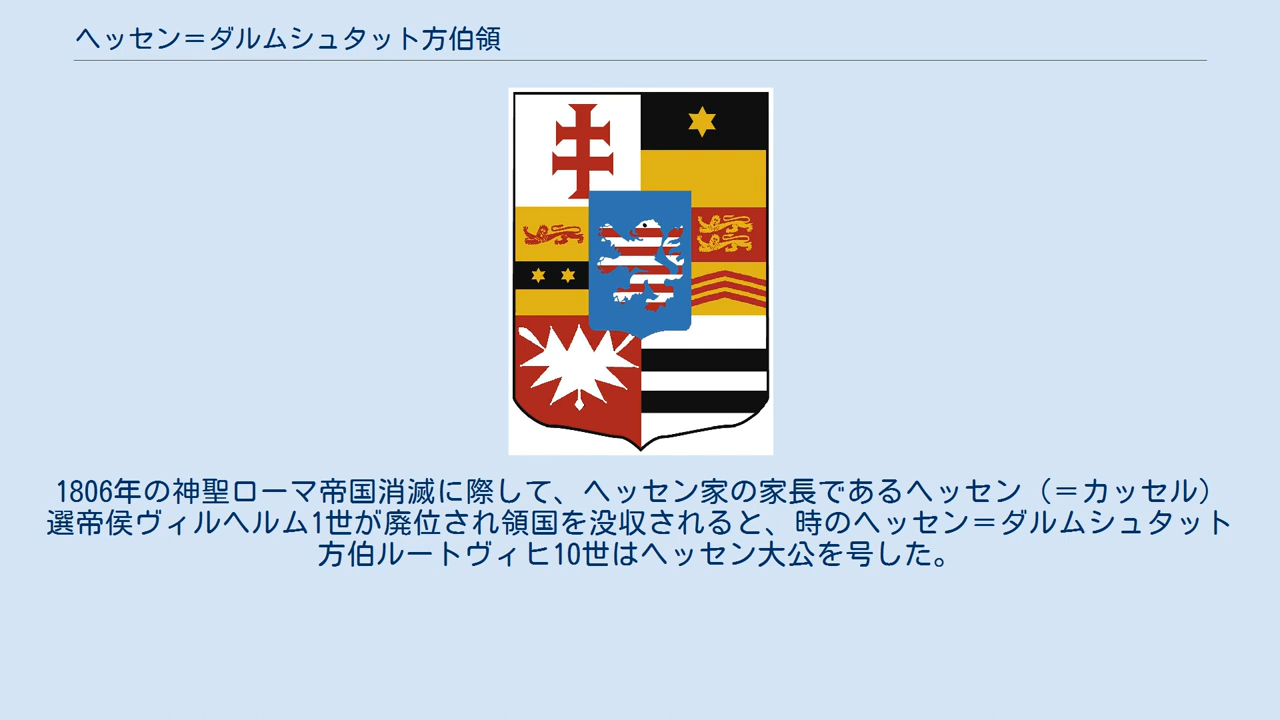 ヘッセン＝ダルムシュタット方伯領
1806年の神聖ローマ帝国消滅に際して、ヘッセン家の家長であるヘッセン（＝カッセル）
選帝侯ヴィルヘルム1世が廃位され領国を没収されると、時のヘッセン＝ダルムシュタット
方伯ルートヴィヒ10世はヘッセン大公を号した。